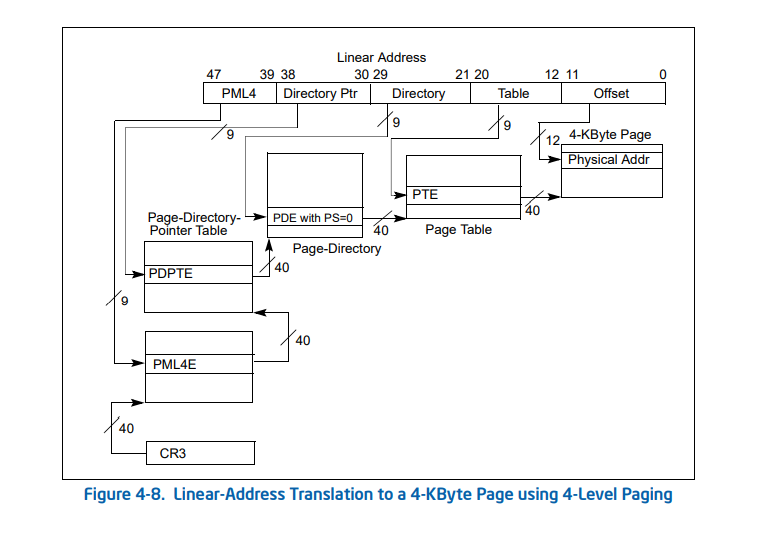 Linear Address
47 39 38 30 29 21 20 12 11 0
PML4 Directory Ptr Directory Table Offset
9
9
9
12
4-KByte Page
Physical Addr
PTE
40
Page Table
PDE with PS=0
40
Page-Directory
Page-Directory-
Pointer Table
PDPTE
40
9
40
PML4E
40
CR3
Figure 4-8. Linear-Address Translation to a 4-KByte Page using 4-Level Paging